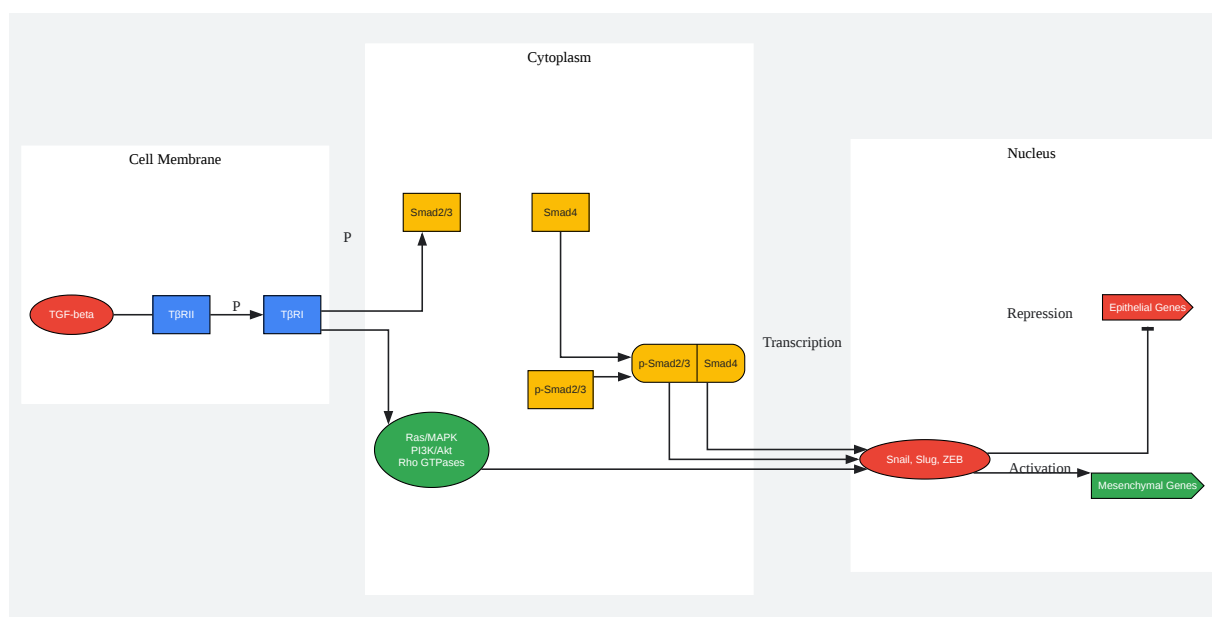 Cytoplasm
Cell Membrane
Nucleus
Smad2/3
Smad4
P
TGF-beta
TβRII
P
TβRI
Repression
Epithelial Genes
Transcription
p-Smad2/3
Smad4
p-Smad2/3
Ras/MAPK
PI3K/Akt
Rho GTPases
Snail, Slug, ZEB
Activation
Mesenchymal Genes